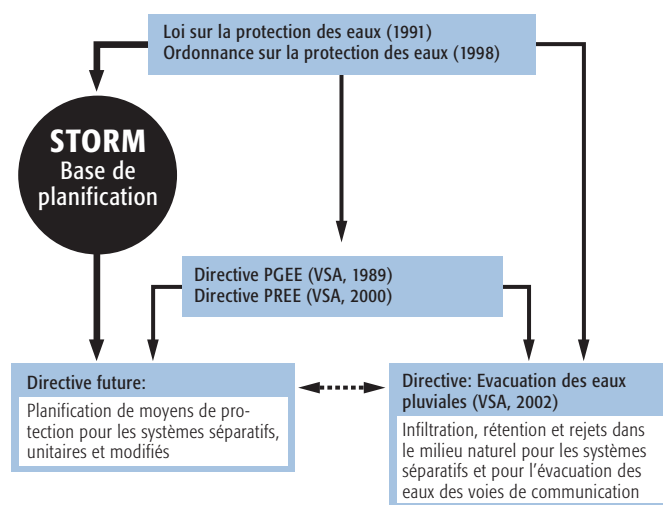 Loi sur la protection des eaux (1991)
Ordonnance sur la protection des eaux (1998)
STORM
Base de
planification
Directive PGEE (VSA, 1989)
Directive PREE (VSA, 2000)
Directive future:
Planification de moyens de pro-
tection pour les systèmes séparatifs,
unitaires et modifiés
Directive: Evacuation des eaux
pluviales (VSA, 2002)
Infiltration, rétention et rejets dans
le milieu naturel pour les systèmes
séparatifs et pour l'évacuation des
eaux des voies de communication